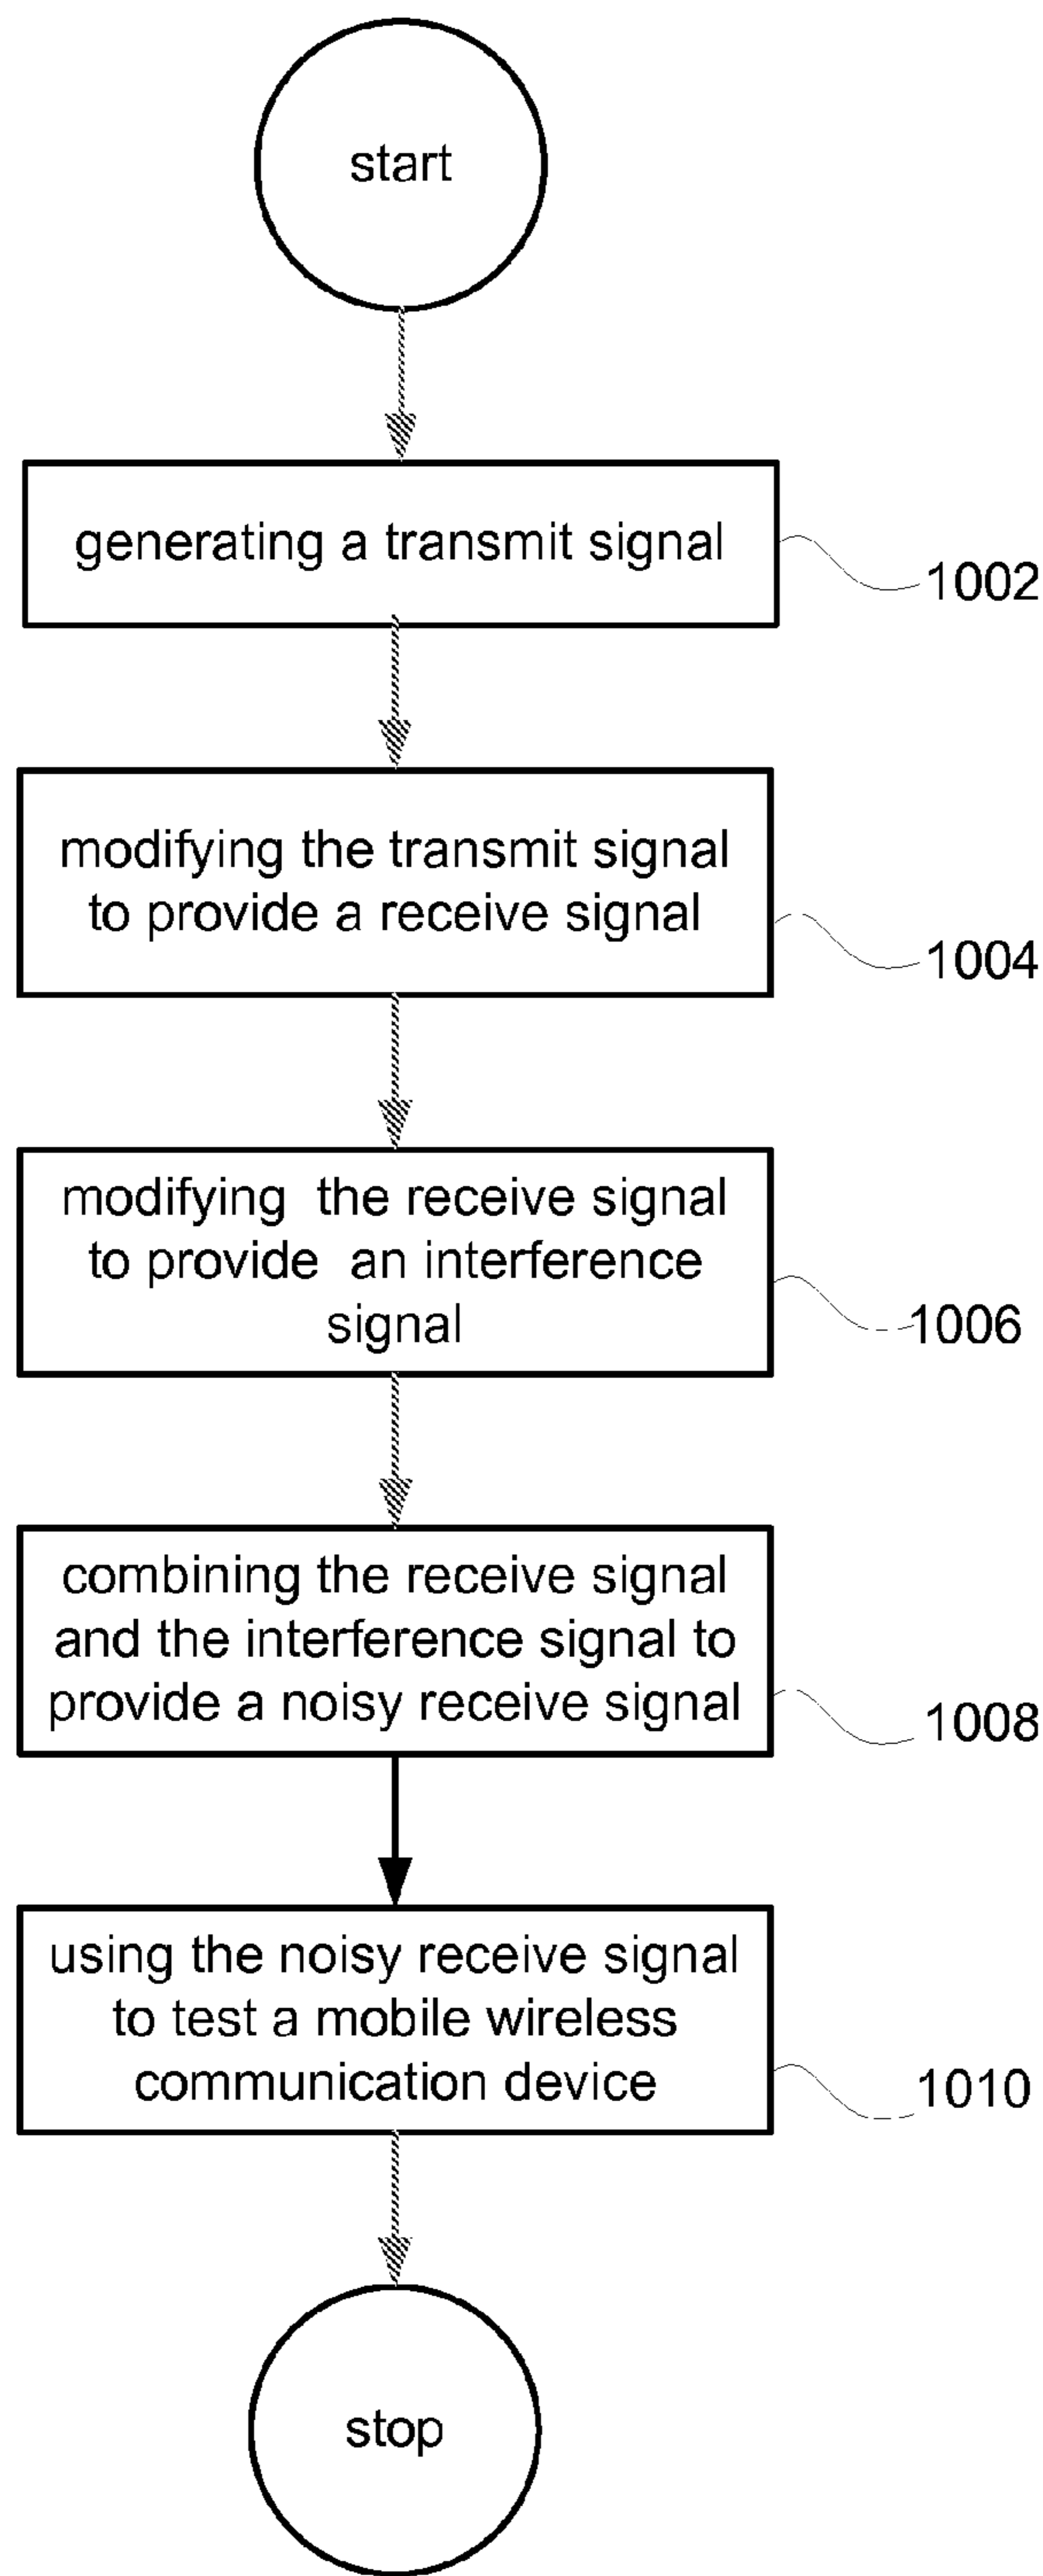 start
generating a transmit signal
1002
modifying the transmit signal
to provide a receive signal
1004
modifying the receive signal
to provide an interference
signal
1006
combining the receive signal
and the interference signal to
provide a noisy receive signal
1008
using the noisy receive signal
to test a mobile wireless
communication device
1010
stop